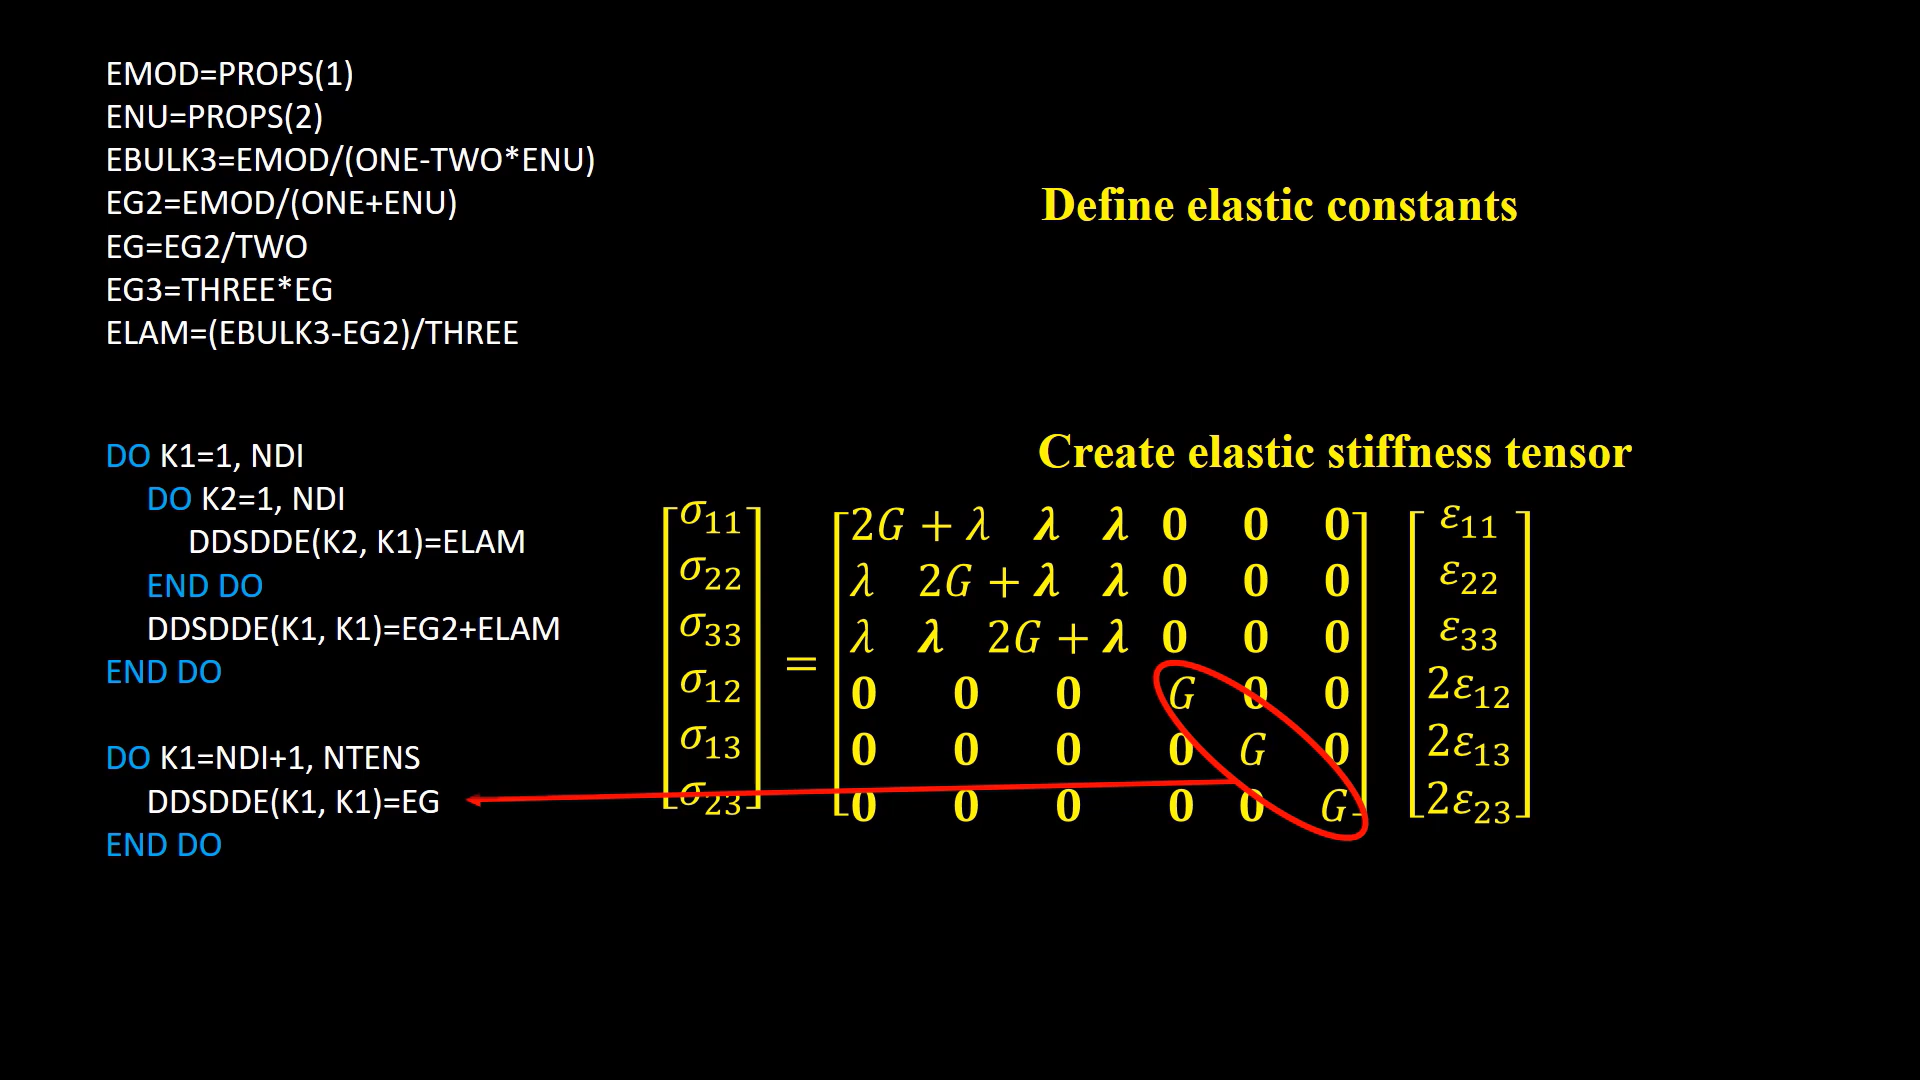 EMOD=PROPS(1)
ENU=PROPS(2)
EBULK3=EMOD/(ONE-TWO*ENU)
EG2=EMOD/(ONE+ENU)
EG=EG2/TWO
EG3=THREE*EG
ELAM=(EBULK3-EG2)/THREE
Define elastic constants
DO K1=1, NDI
DO K2=1, NDI
DDSDDE(K2, K1)=ELAM
END DO
DDSDDE(K1, K1)=EG2+ELAM
END DO
DO K1=NDI+1, NTENS
DDSDDE(K1, K1)=EG
END DO
Create elastic stiffness tensor
σ₁₁
σ₂₂
σ₃₃
σ₁₂
σ₁₃
σ₂₃
=
2G + λ λ λ 0 0 0
λ 2G + λ λ 0 0 0
λ λ 2G + λ 0 0 0
0 0 0 G 0 0
0 0 0 0 G 0
0 0 0 0 0 G
ε₁₁
ε₂₂
ε₃₃
2ε₁₂
2ε₁₃
2ε₂₃